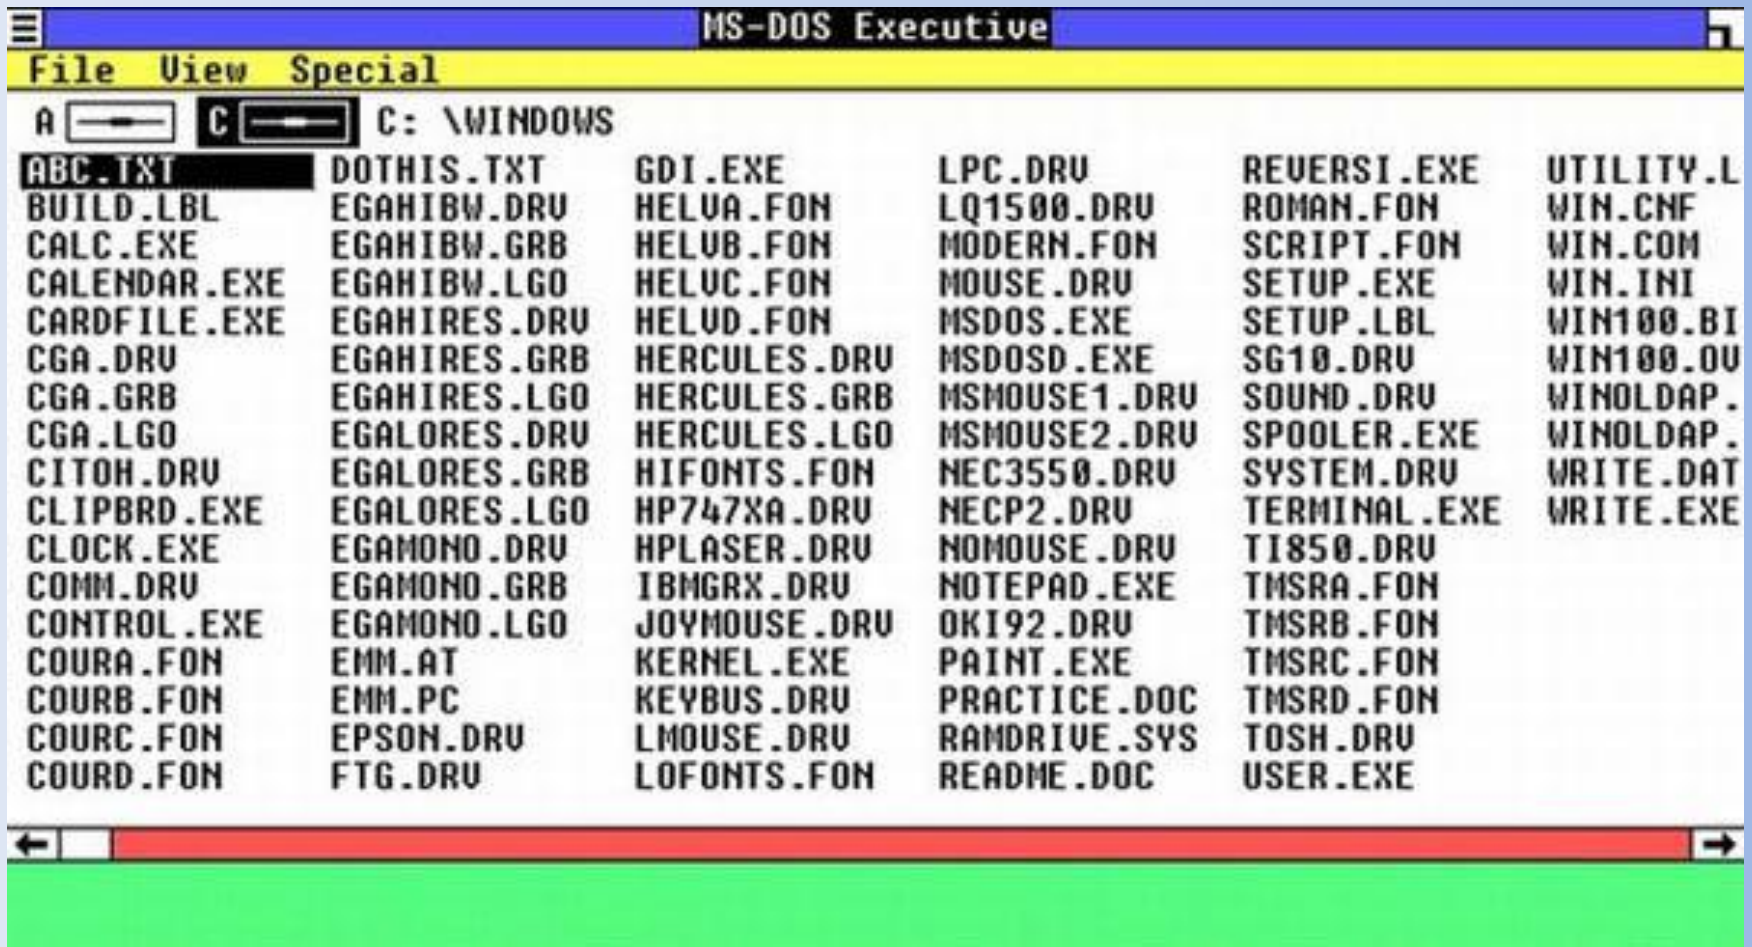 MS-DOS Executive
File View Special
A C C: \WINDOWS
ABC.TXT DOTHIS.TXT GDI.EXE LPC.DRV REVERSI.EXE UTILITY.L
BUILD.LBL EGAHIBW.DRV HELVA.FON LQ1500.DRV ROMAN.FON WIN.CNF
CALC.EXE EGAHIBW.GRB HELVB.FON MODERN.FON SCRIPT.FON WIN.COM
CALENDAR.EXE EGAHIBW.LGO HELVC.FON MOUSE.DRV SETUP.EXE WIN.INI
CARDFILE.EXE EGAHIRES.DRV HELVD.FON MSDOS.EXE SETUP.LBL WIN100.BI
CGA.DRV EGAHIRES.GRB HERCULES.DRV MSDOSD.EXE SG10.DRV WIN100.OV
CGA.GRB EGAHIRES.LGO HERCULES.GRB MSMOUSE1.DRV SOUND.DRV WINOLDAP.
CGA.LGO EGALORES.DRV HERCULES.LGO MSMOUSE2.DRV SPOOLER.EXE WINOLDAP.
CITOH.DRV EGALORES.GRB HIFONTS.FON NEC3550.DRV SYSTEM.DRV WRITE.DAT
CLIPBRD.EXE EGALORES.LGO HP747XA.DRV NECP2.DRV TERMINAL.EXE WRITE.EXE
CLOCK.EXE EGAMONO.DRV HPLASER.DRV NOMOUSE.DRV TI850.DRV
COMM.DRV EGAMONO.GRB IBMGRX.DRV NOTEPAD.EXE TMSRA.FON
CONTROL.EXE EGAMONO.LGO JOYMOUSE.DRV OKI92.DRV TMSRB.FON
COURA.FON EMM.AT KERNEL.EXE PAINT.EXE TMSRC.FON
COURB.FON EMM.PC KEYBUS.DRV PRACTICE.DOC TMSRD.FON
COURC.FON EPSON.DRV LMOUSE.DRV RAMDRIVE.SYS TOSH.DRV
COURD.FON FTG.DRV LOFONTS.FON README.DOC USER.EXE